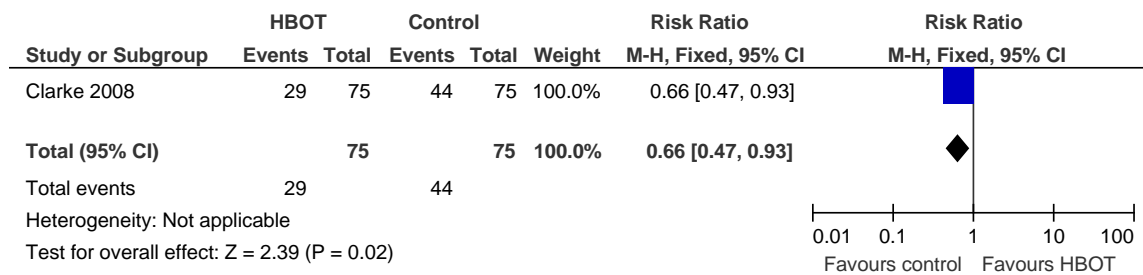 HBOT Control Risk Ratio Risk Ratio
Study or Subgroup Events Total Events Total Weight M-H, Fixed, 95% CI M-H, Fixed, 95% CI
Clarke 2008 29 75 44 75 100.0% 0.66 [0.47, 0.93]
Total (95% CI) 75 75 100.0% 0.66 [0.47, 0.93]
Total events 29 44
Heterogeneity: Not applicable
Test for overall effect: Z = 2.39 (P = 0.02)
0.01 0.1 1 10 100
Favours control Favours HBOT